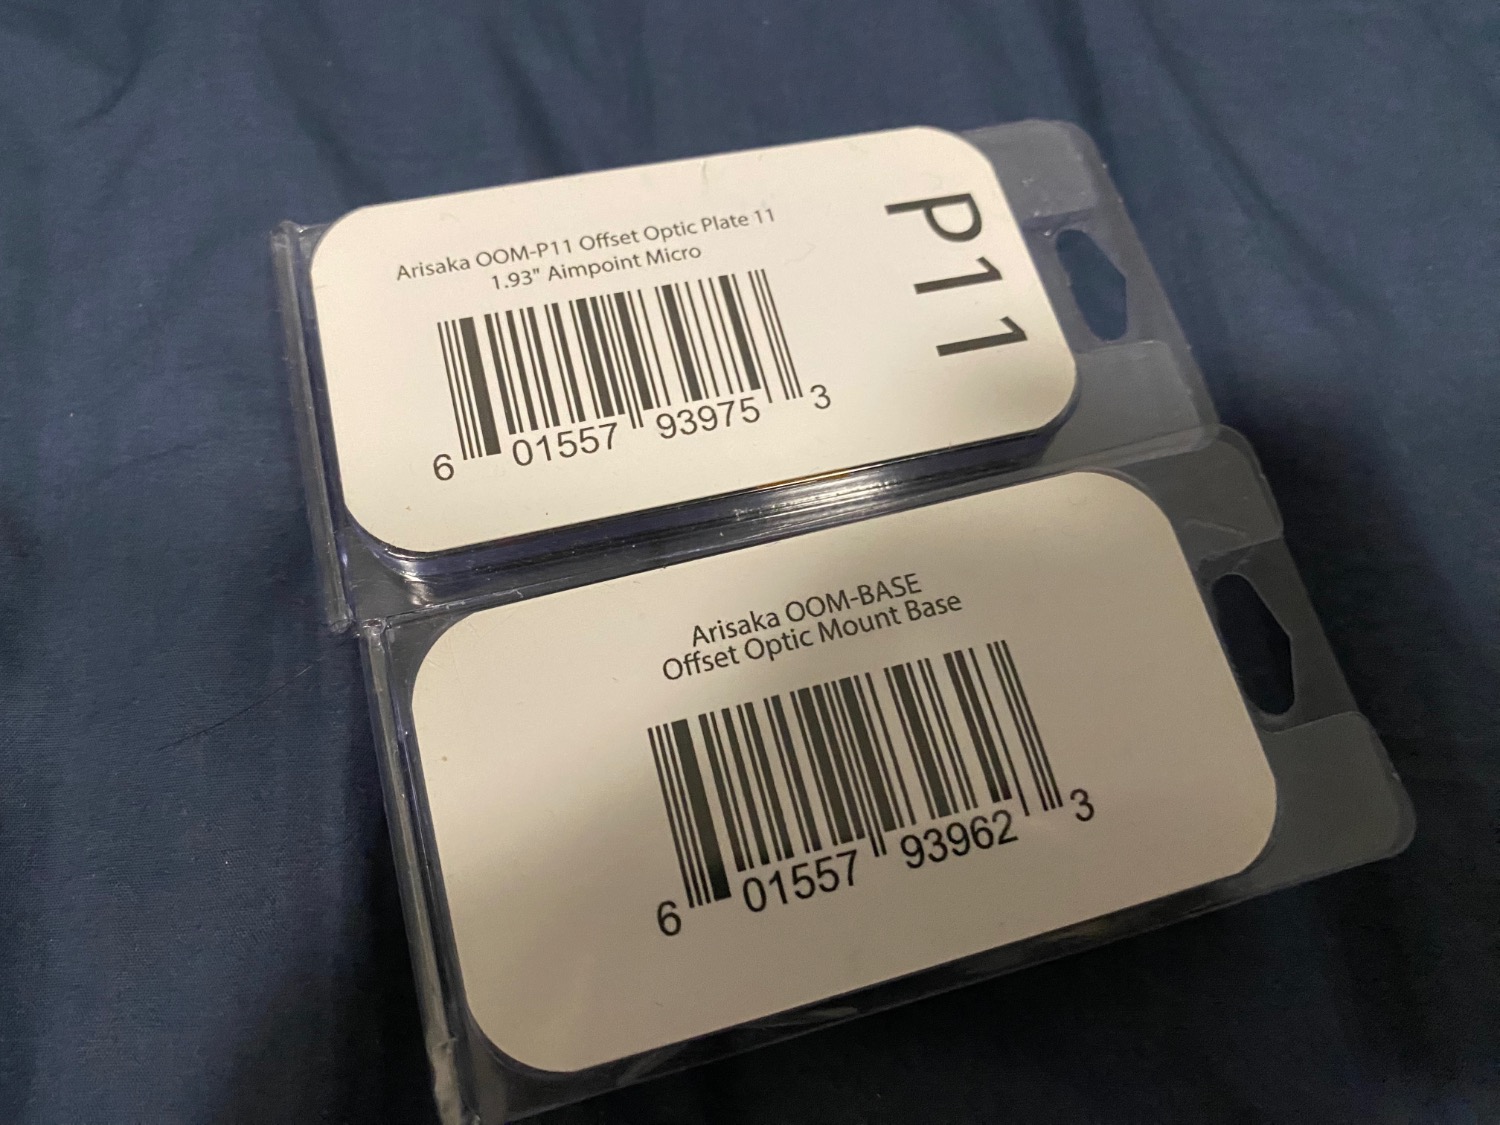 Arisaka OOM-P11 Offset Optic Plate 11
1.93" Aimpoint Micro
6 01557 93975 3
P11
Arisaka OOM-BASE
Offset Optic Mount Base
6 01557 93962 3